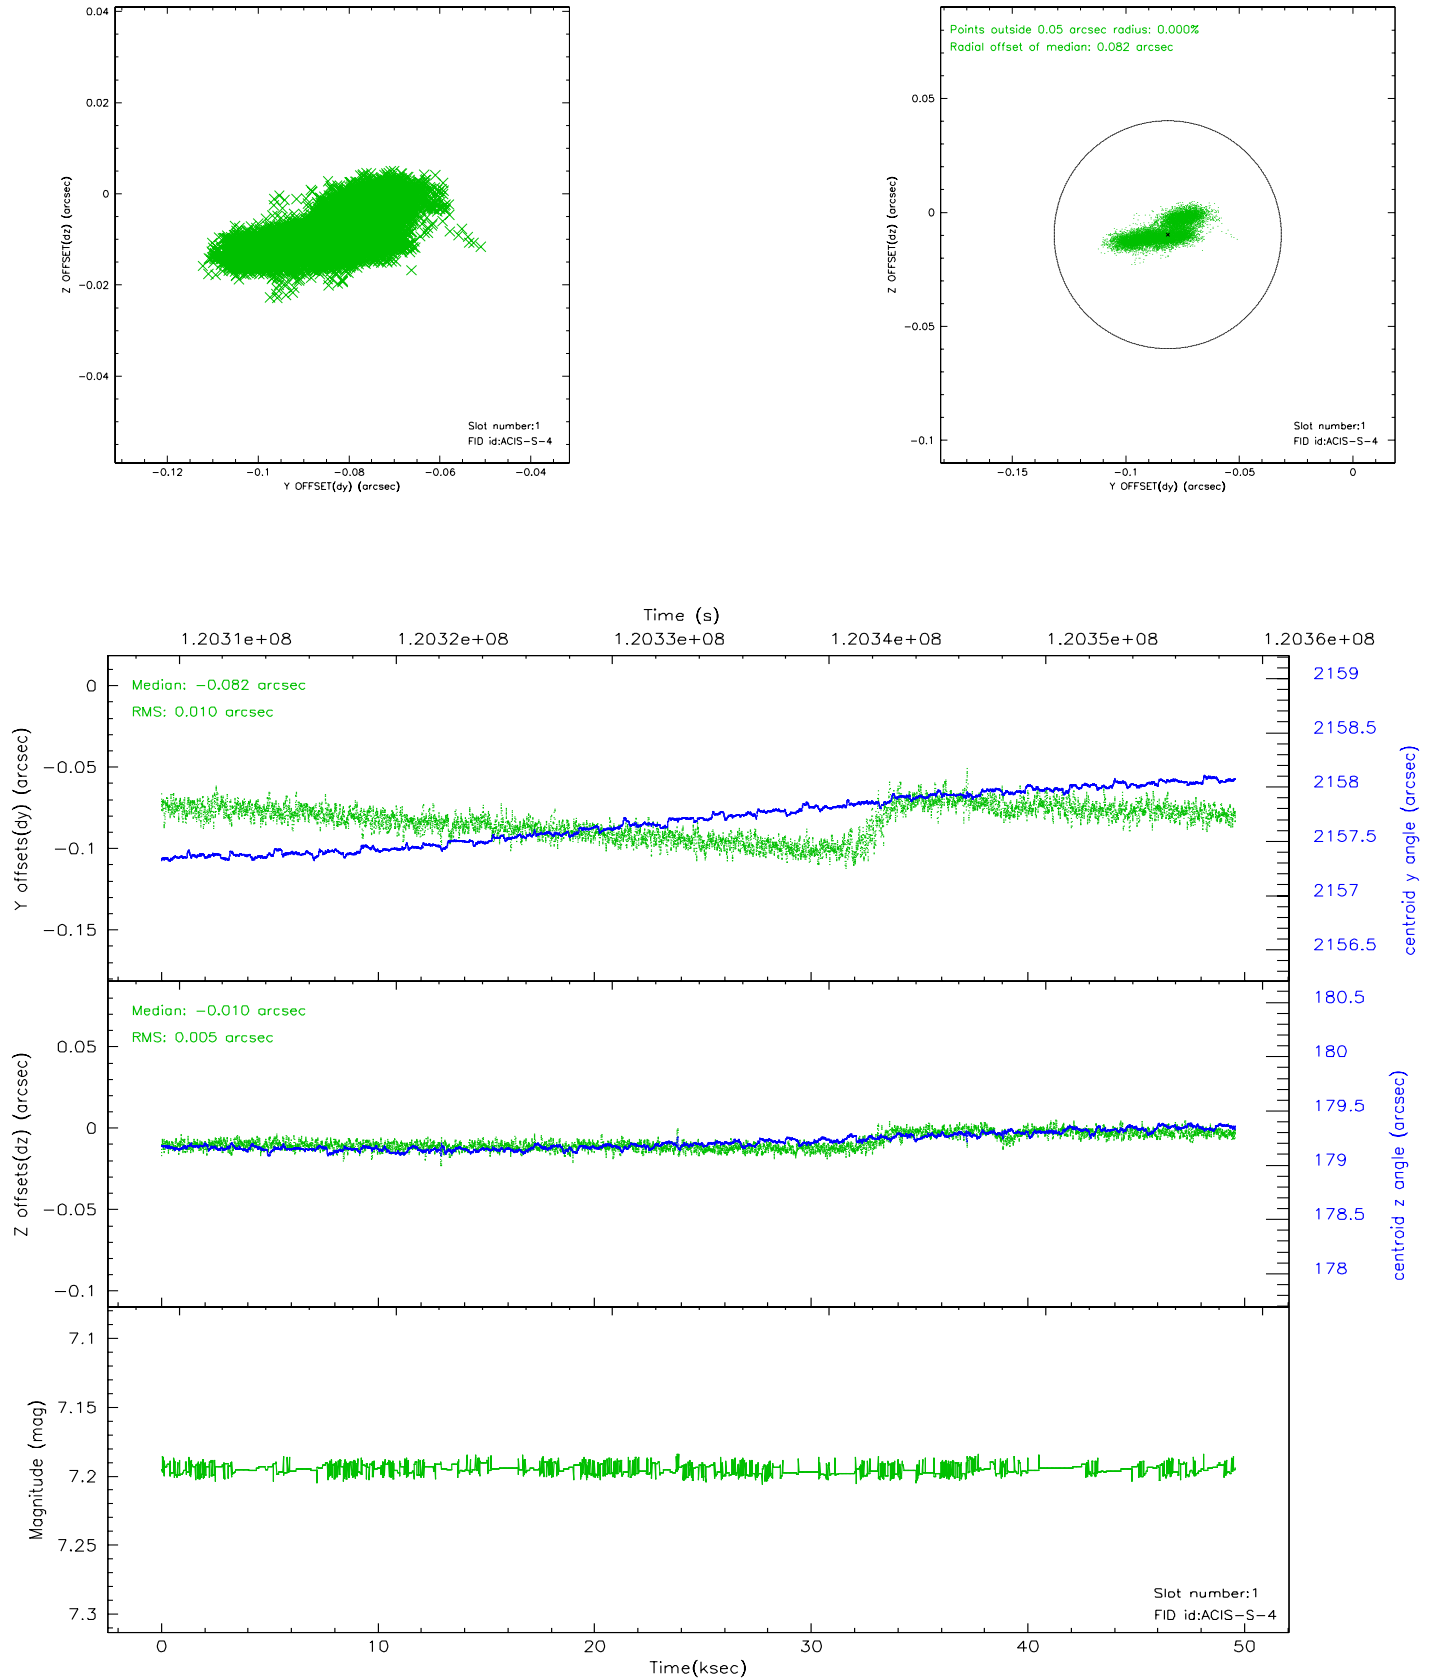 0.04
0.02
0
−0.02
−0.04
Z OFFSET(dz) (arcsec)
Slot number:1
FID id:ACIS−S−4
−0.12 −0.1 −0.08 −0.06 −0.04
Y OFFSET(dy) (arcsec)
Points outside 0.05 arcsec radius: 0.000%
Radial offset of median: 0.082 arcsec
0.05
0
−0.05
−0.1
Z OFFSET(dz) (arcsec)
Slot number:1
FID id:ACIS−S−4
−0.15 −0.1 −0.05 0
Y OFFSET(dy) (arcsec)
Time (s)
1.2031e+08 1.2032e+08 1.2033e+08 1.2034e+08 1.2035e+08 1.2036e+08
Median: −0.082 arcsec
RMS: 0.010 arcsec
0
−0.05
−0.1
−0.15
Y offsets(dy) (arcsec)
2159
2158.5
2158
2157.5
2157
2156.5
centroid y angle (arcsec)
Median: −0.010 arcsec
RMS: 0.005 arcsec
0.05
0
−0.05
−0.1
Z offsets(dz) (arcsec)
180.5
180
179.5
179
178.5
178
centroid z angle (arcsec)
7.1
7.15
7.2
7.25
7.3
Magnitude (mag)
Slot number:1
FID id:ACIS−S−4
0 10 20 30 40 50
Time(ksec)